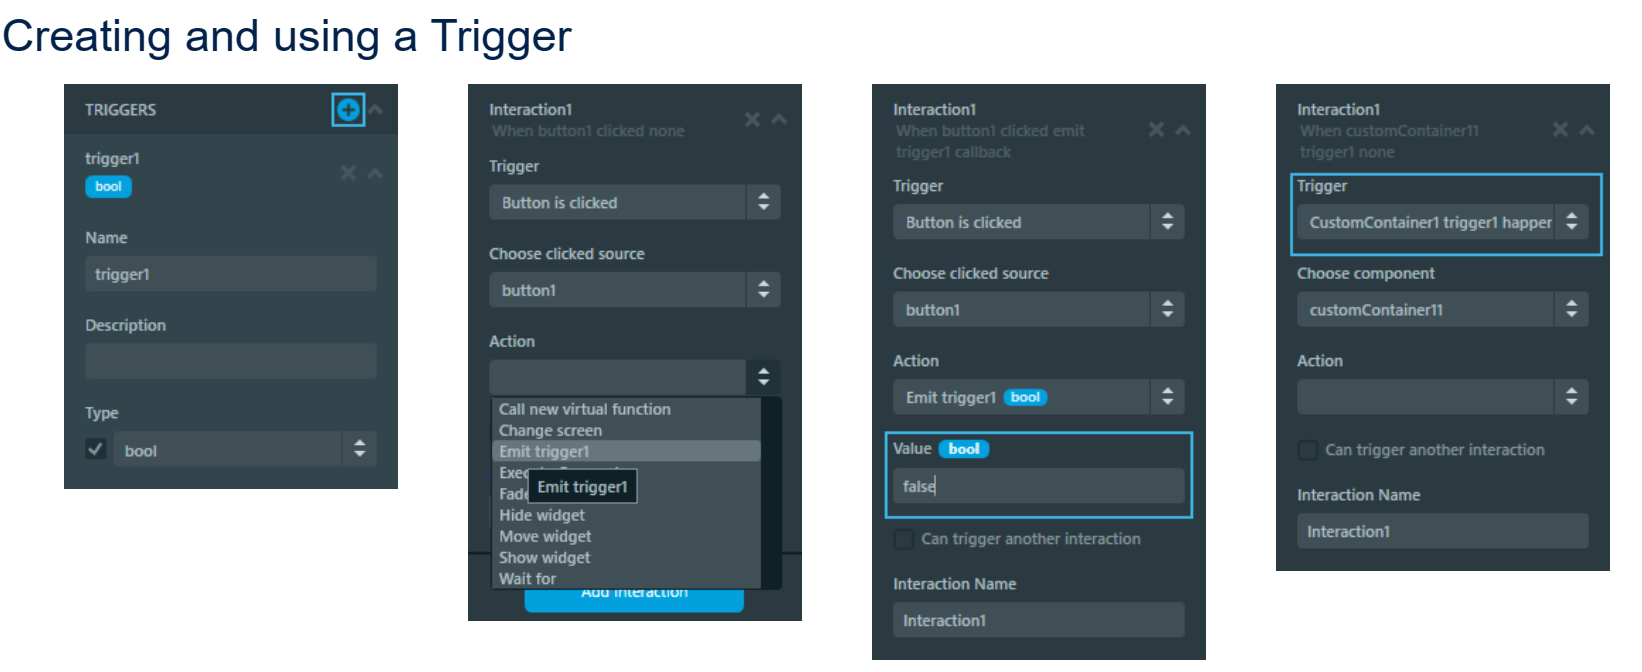 Creating and using a Trigger
TRIGGERS
trigger1
bool
Name
trigger1
Description
Type
bool
Interaction1
When button1 clicked none
Trigger
Button is clicked
Choose clicked source
button1
Action
Call new virtual function
Change screen
Emit trigger1
Emit trigger1
Fade
Hide widget
Move widget
Show widget
Wait for
Add Interaction
Interaction1
When button1 clicked emit
trigger1 callback
Trigger
Button is clicked
Choose clicked source
button1
Action
Emit trigger1 bool
Value bool
false
Can trigger another interaction
Interaction Name
Interaction1
Interaction1
When customContainer11
trigger1 none
Trigger
CustomContainer1 trigger1 happer
Choose component
customContainer11
Action
Can trigger another interaction
Interaction Name
Interaction1